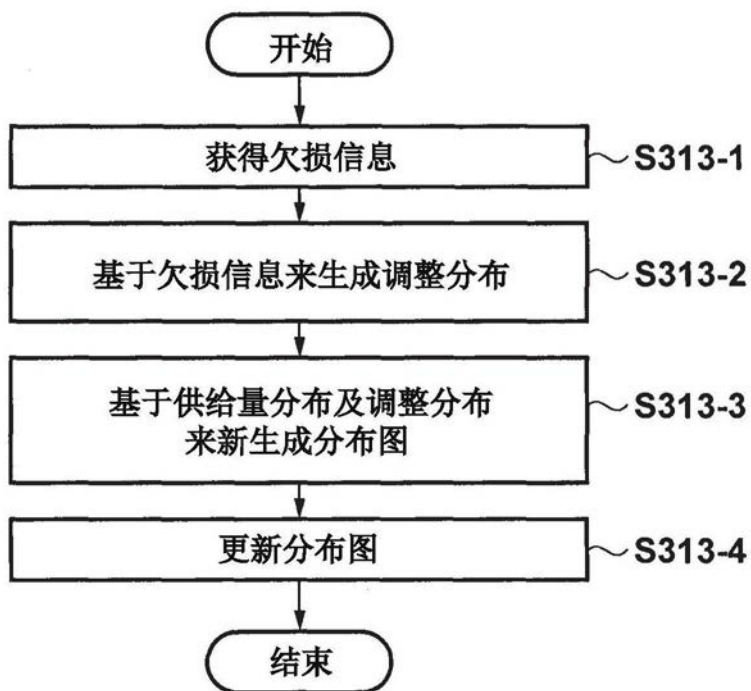 开始
获得欠损信息
S313-1
基于欠损信息来生成调整分布
S313-2
基于供给量分布及调整分布
来新生成分布图
S313-3
更新分布图
S313-4
结束